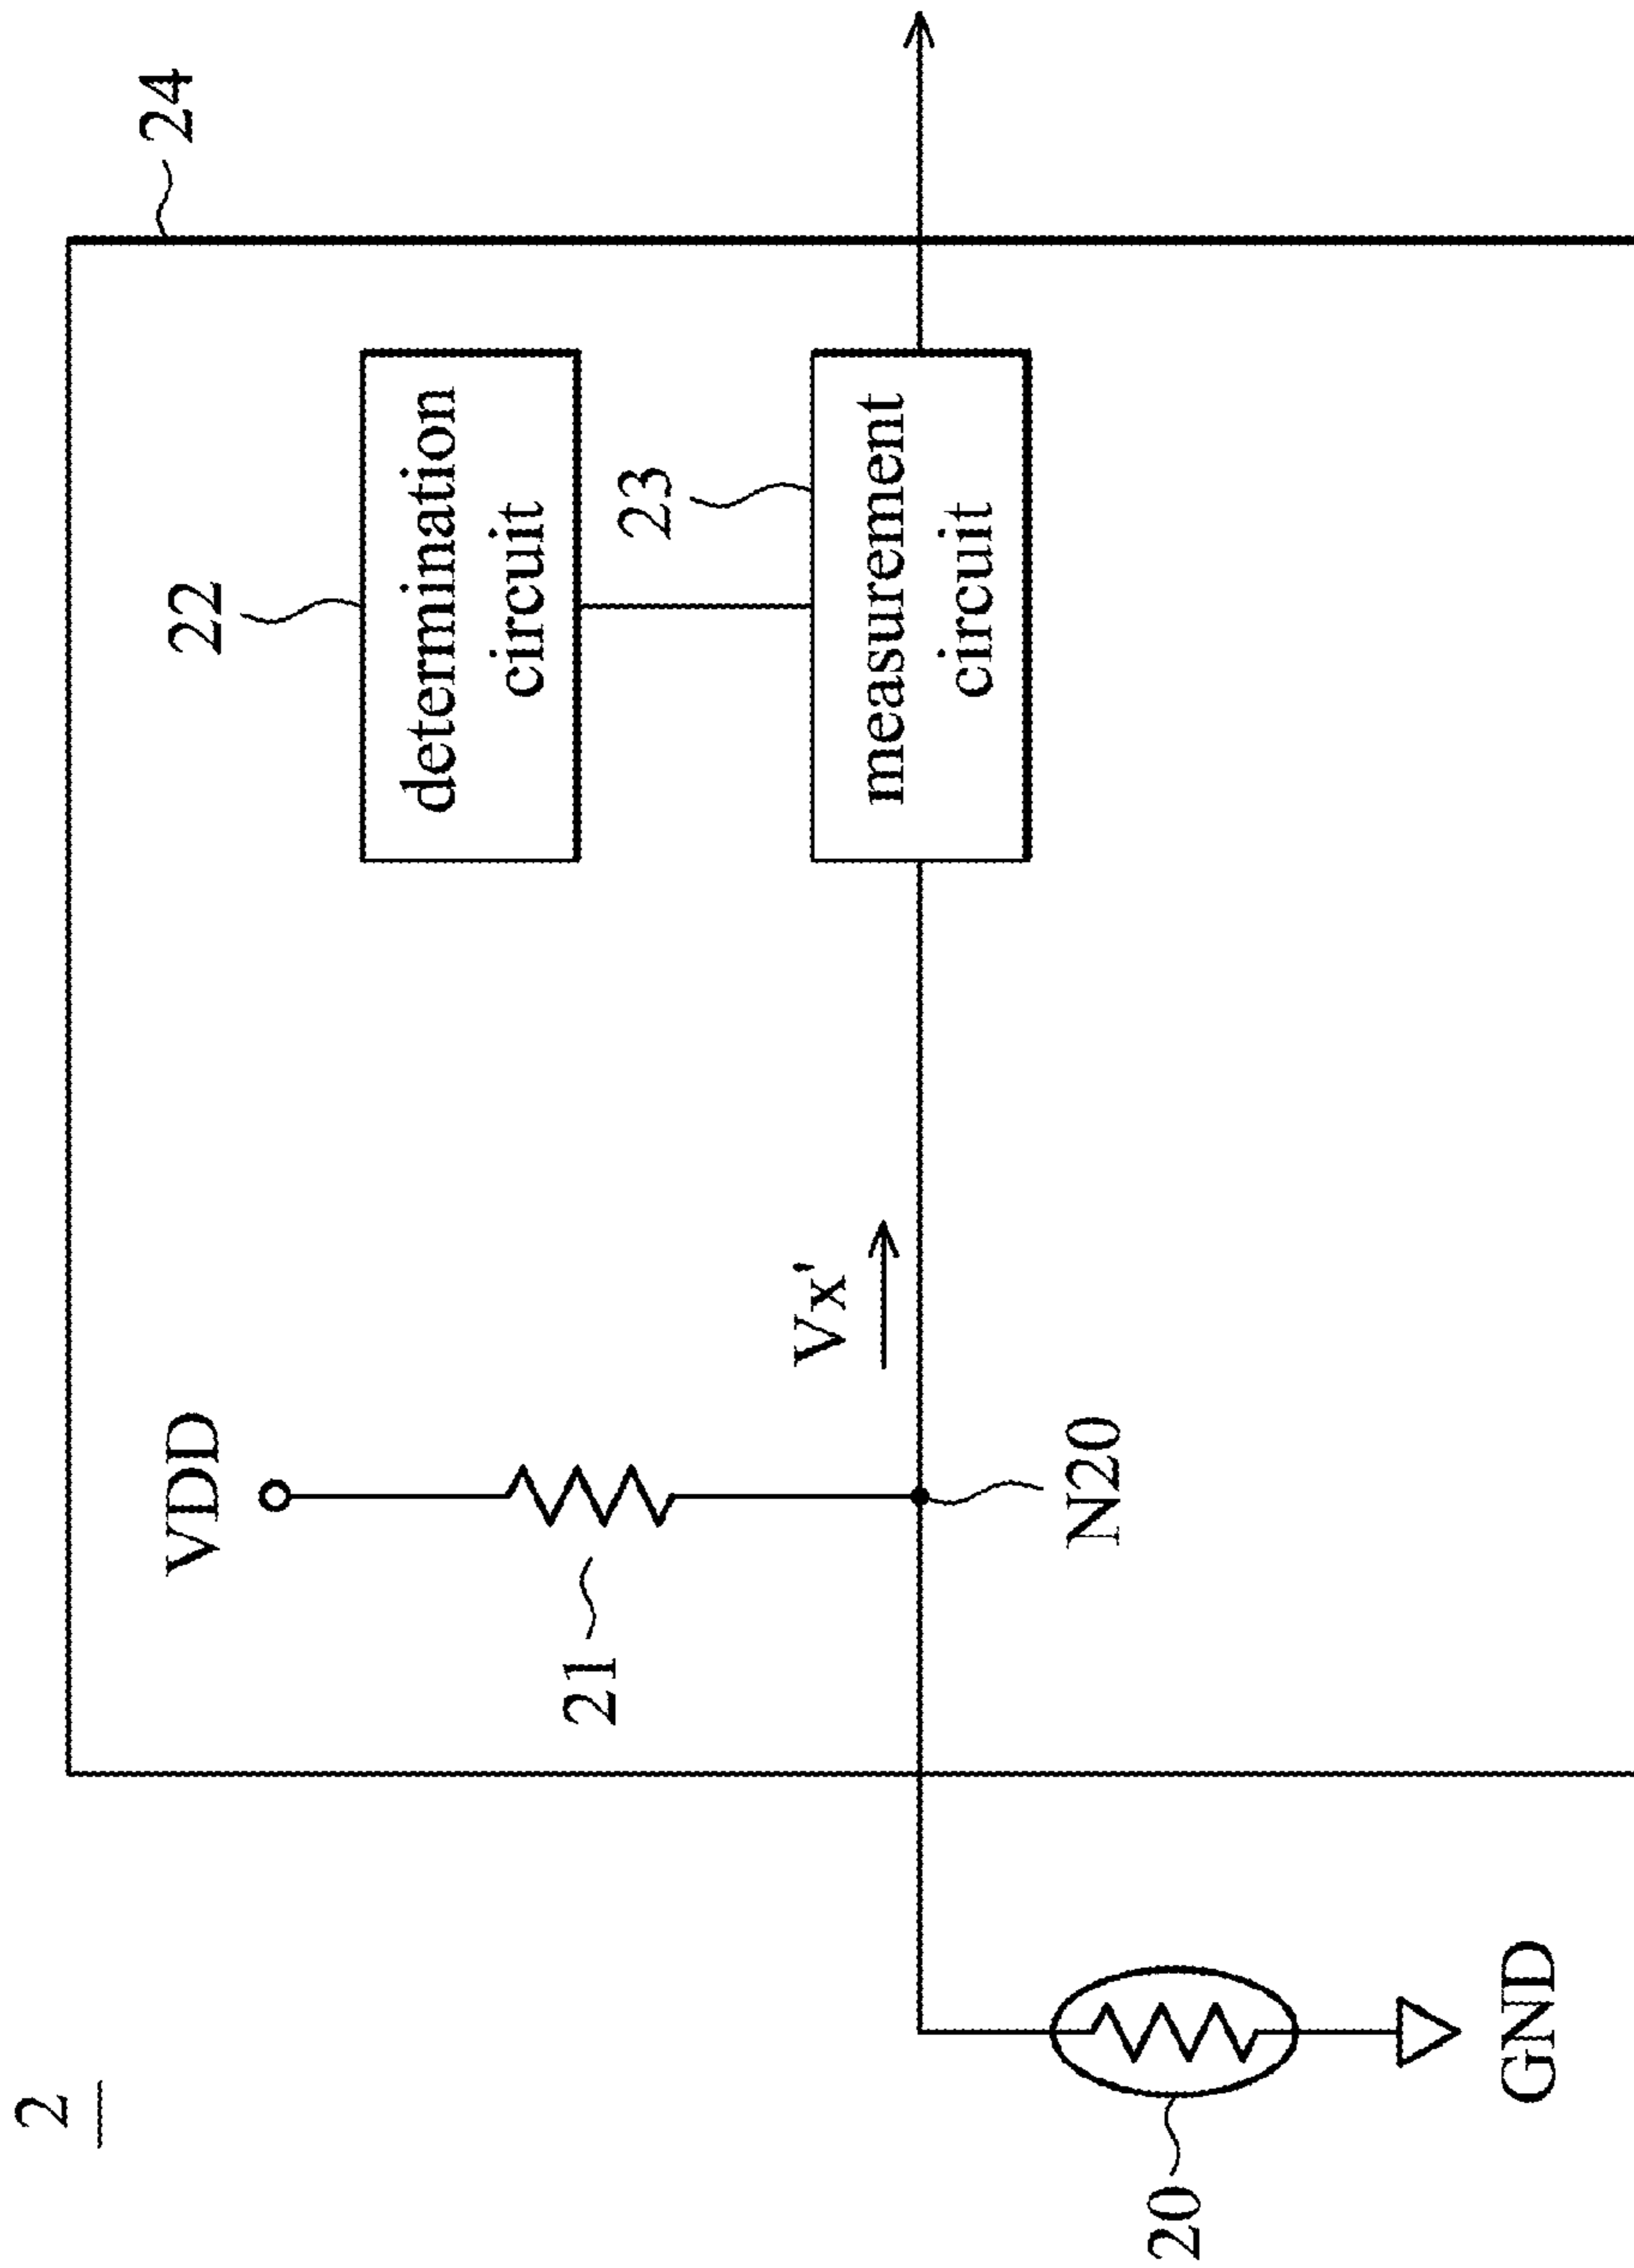 2
24
VDD
22
determination
circuit
21
23
Vx'
measurement
circuit
N20
20
GND